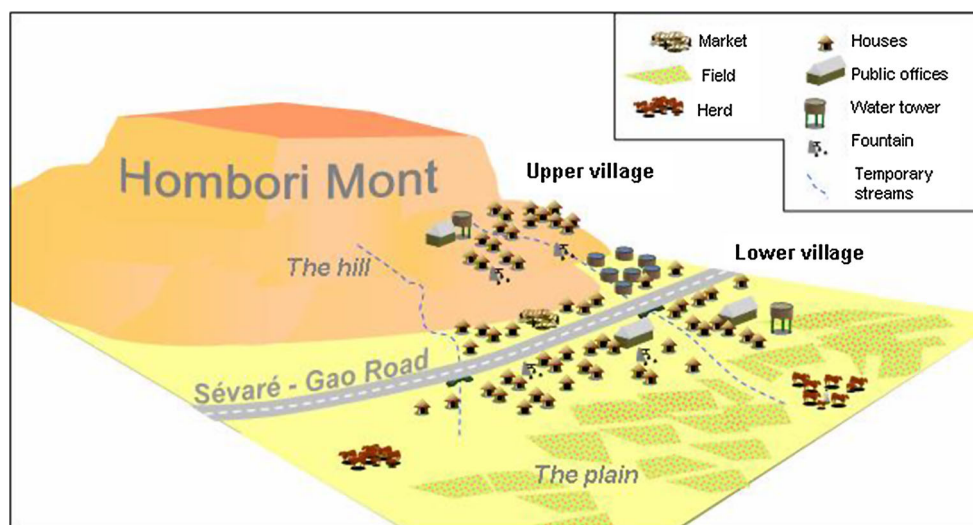 Market
Field
Herd
Houses
Public offices
Water tower
Fountain
Temporary
streams
Hombori Mont
Upper village
The hill
Lower village
Sévaré - Gao Road
The plain